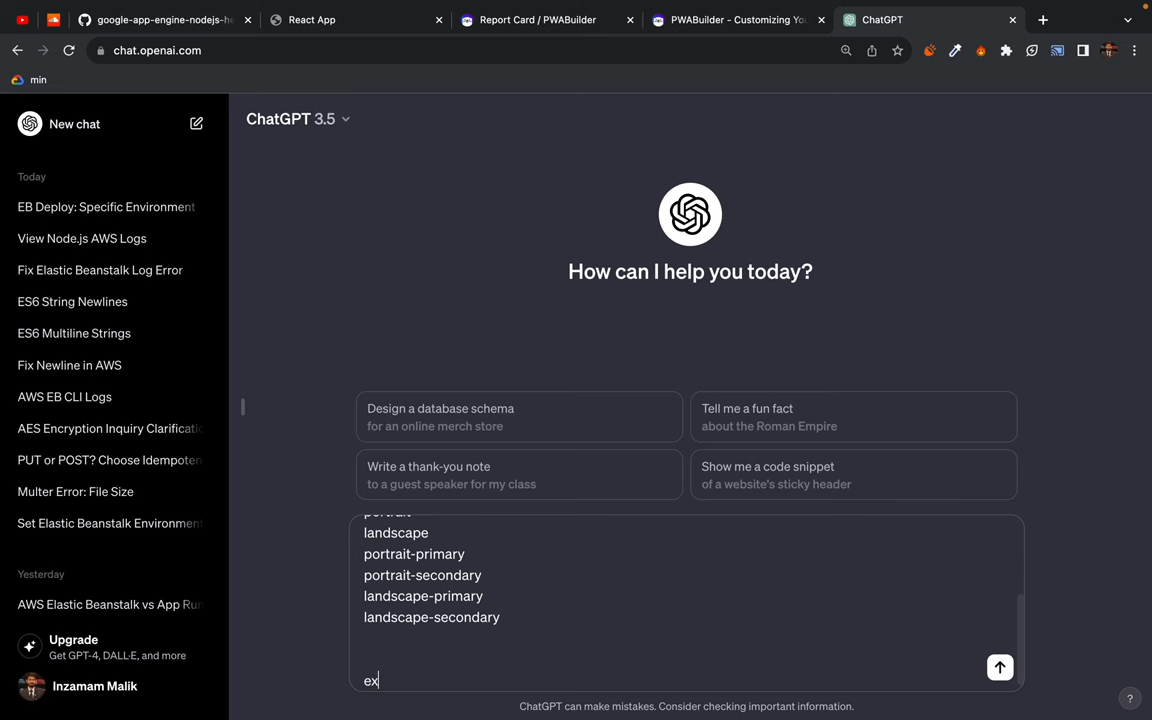 google-app-engine-nodejs-he
React App
Report Card / PWABuilder
PWABuilder - Customizing You
ChatGPT
chat.openai.com
min
New chat
ChatGPT 3.5
Today
EB Deploy: Specific Environment
View Node.js AWS Logs
Fix Elastic Beanstalk Log Error
ES6 String Newlines
ES6 Multiline Strings
Fix Newline in AWS
AWS EB CLI Logs
AES Encryption Inquiry Clarificatio
PUT or POST? Choose Idempoten
Multer Error: File Size
Set Elastic Beanstalk Environmen
Yesterday
AWS Elastic Beanstalk vs App Run
Upgrade
Get GPT-4, DALL·E, and more
Inzamam Malik
How can I help you today?
Design a database schema
for an online merch store
Tell me a fun fact
about the Roman Empire
Write a thank-you note
to a guest speaker for my class
Show me a code snippet
of a website's sticky header
portrait
landscape
portrait-primary
portrait-secondary
landscape-primary
landscape-secondary
ex
ChatGPT can make mistakes. Consider checking important information.
?